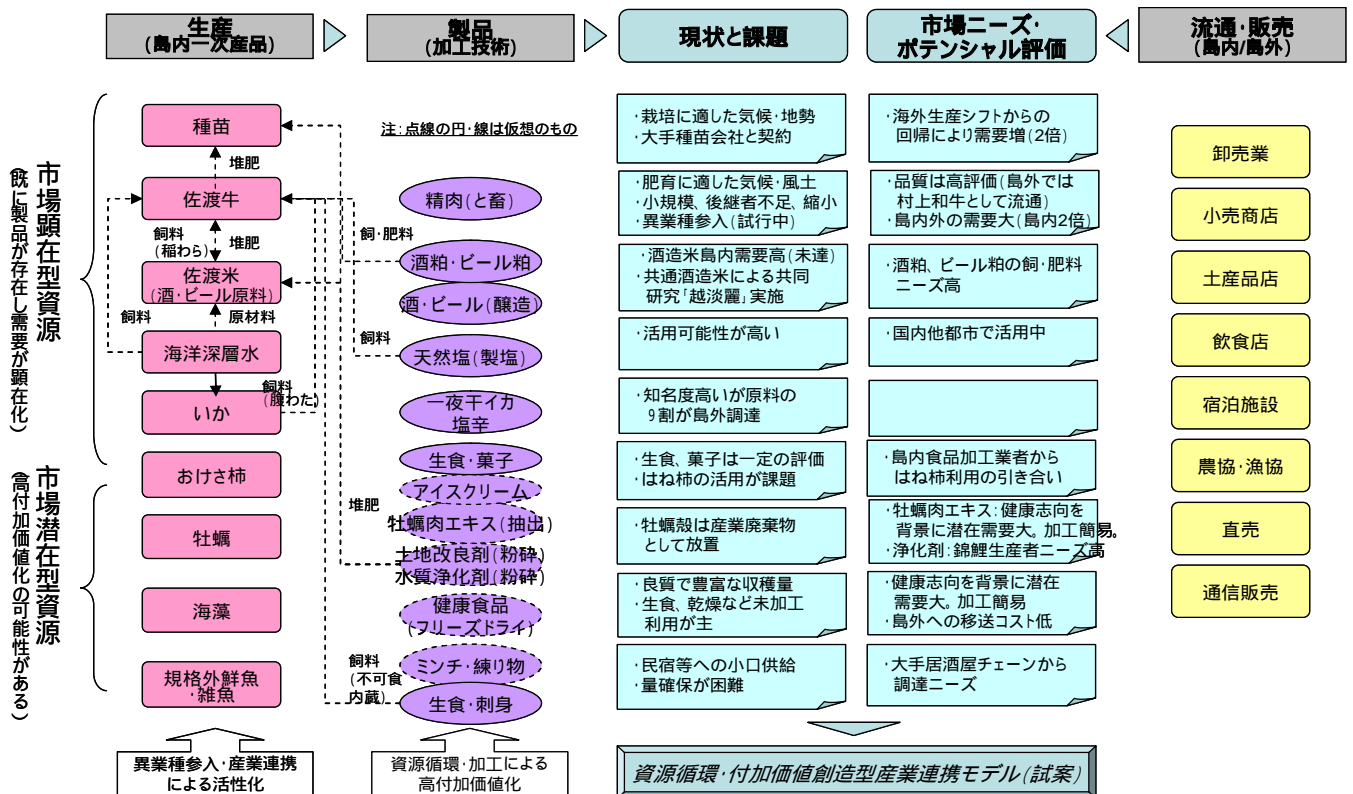 生産
(島内一次産品)
製品
(加工技術)
現状と課題
市場ニーズ・
ポテンシャル評価
流通・販売
(島内/島外)
市場顕在型資源
(既に製品が存在し需要が顕在化)
市場潜在型資源
(高付加価値化の可能性がある)
種苗
堆肥
佐渡牛
飼料
(稲わら)
堆肥
佐渡米
(酒・ビール原料)
飼料
原材料
海洋深層水
飼料
(腹わた)
いか
おけさ柿
牡蠣
海藻
規格外鮮魚
・雑魚
注：点線の円・線は仮想のもの
精肉(と畜)
飼・肥料
酒粕・ビール粕
酒・ビール(醸造)
飼料
天然塩(製塩)
一夜干イカ
塩辛
生食・菓子
アイスクリーム
堆肥
牡蠣肉エキス(抽出)
土地改良剤(粉砕)
水質浄化剤(粉砕)
健康食品
(フリーズドライ)
飼料
(不可食
内蔵)
ミンチ・練り物
生食・刺身
・栽培に適した気候・地勢
・大手種苗会社と契約
・肥育に適した気候・風土
・小規模、後継者不足、縮小
・異業種参入(試行中)
・酒造米島内需要高(未達)
・共通酒造米による共同
研究「越淡麗」実施
・活用可能性が高い
・知名度高いが原料の
9割が島外調達
・生食、菓子は一定の評価
・はね柿の活用が課題
・牡蠣殻は産業廃棄物
として放置
・良質で豊富な収穫量
・生食、乾燥など未加工
利用が主
・民宿等への小口供給
・量確保が困難
・海外生産シフトからの
回帰により需要増(2倍)
・品質は高評価(島外では
村上和牛として流通)
・島内外の需要大(島内2倍)
・酒粕、ビール粕の飼・肥料
ニーズ高
・国内他都市で活用中
・島内食品加工業者から
はね柿利用の引き合い
・牡蠣肉エキス：健康志向を
背景に潜在需要大。加工簡易。
・浄化剤：錦鯉生産者ニーズ高
・健康志向を背景に潜在
需要大。加工簡易
・島外への移送コスト低
・大手居酒屋チェーンから
調達ニーズ
卸売業
小売商店
土産品店
飲食店
宿泊施設
農協・漁協
直売
通信販売
異業種参入・産業連携
による活性化
資源循環・加工による
高付加価値化
資源循環・付加価値創造型産業連携モデル(試案)